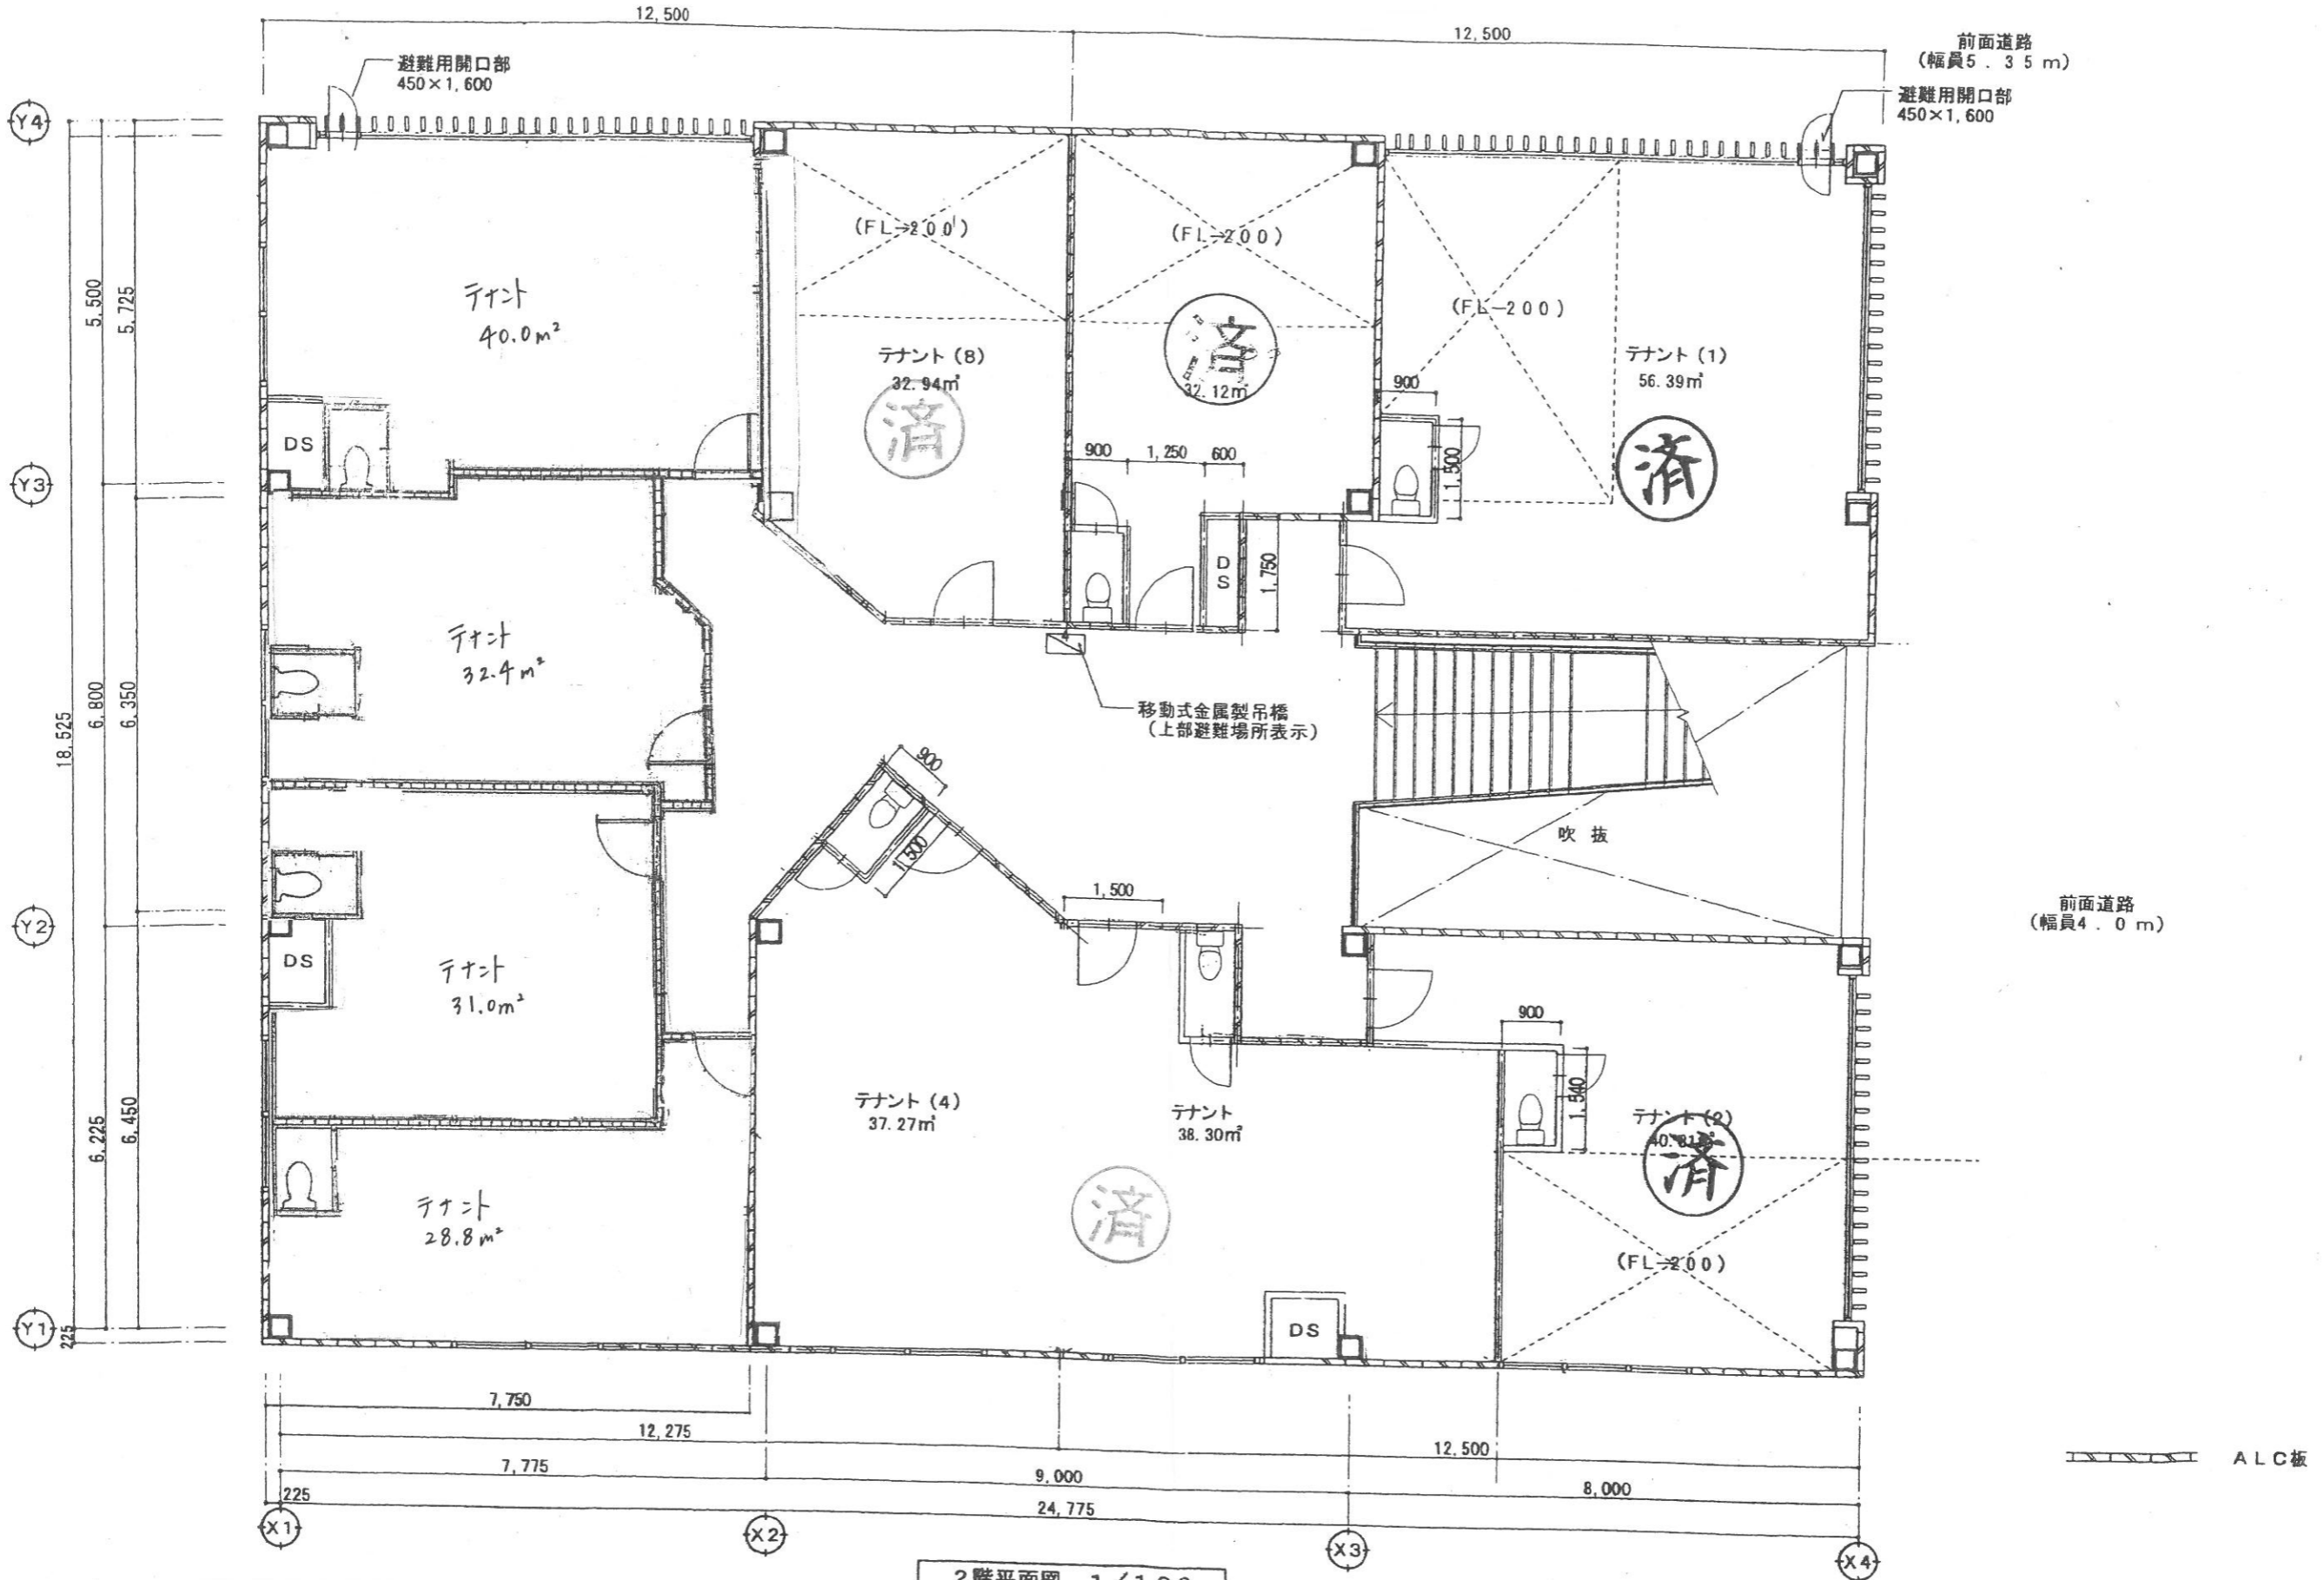 12,500
12,500
前面道路
(幅員5.35m)
避難用開口部
450×1,600
避難用開口部
450×1,600
Y4
5,500
5,725
テナント
40.0m²
(FL-200)
(FL-200)
(FL-200)
テナント(8)
32.94㎡
済
済
32.12㎡
テナント(1)
56.39㎡
済
900
1,500
DS
900
1,250
600
Y3
DS
1,750
テナント
32.4m²
移動式金属製吊橋
(上部避難場所表示)
18,525
6,800
6,350
900
1,500
吹抜
1,500
前面道路
(幅員4.0m)
Y2
DS
テナント
31.0m²
900
1,540
テナント(4)
37.27㎡
テナント
38.30㎡
テナント(2)
済
6,225
6,450
済
テナント
28.8m²
(FL-200)
DS
Y1
225
7,750
12,275
12,500
7,775
9,000
8,000
225
24,775
ALC板
X1
X2
X3
X4
2階平面図